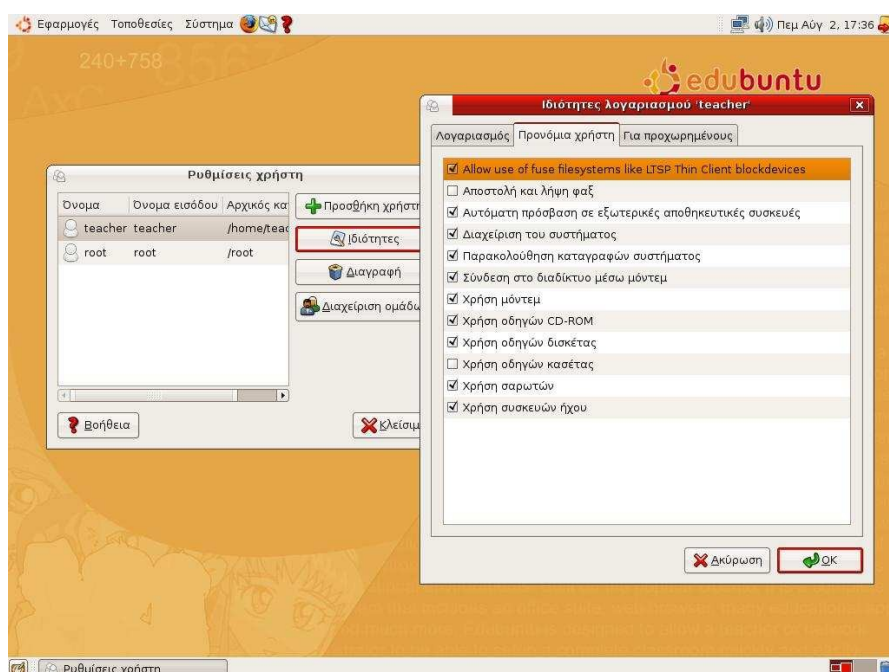 Εφαρμογές Τοποθεσίες Σύστημα
Πεμ Αύγ 2, 17:36
240+758
8567
AxC
edubuntu
Ρυθμίσεις χρήστη
Όνομα Όνομα εισόδου Αρχικός κα
teacher teacher /home/teac
root root /root
Προσθήκη χρήστη
Ιδιότητες
Διαγραφή
Διαχείριση ομάδω
Βοήθεια
Κλείσιμ
Ιδιότητες λογαριασμού 'teacher'
Λογαριασμός Προνόμια χρήστη Για προχωρημένους
Allow use of fuse filesystems like LTSP Thin Client blockdevices
Αποστολή και λήψη φαξ
Αυτόματη πρόσβαση σε εξωτερικές αποθηκευτικές συσκευές
Διαχείριση του συστήματος
Παρακολούθηση καταγραφών συστήματος
Σύνδεση στο διαδίκτυο μέσω μόντεμ
Χρήση μόντεμ
Χρήση οδηγών CD-ROM
Χρήση οδηγών δισκέτας
Χρήση οδηγών κασέτας
Χρήση σαρωτών
Χρήση συσκευών ήχου
Ακύρωση
OK
Ρυθμίσεις χρήστη